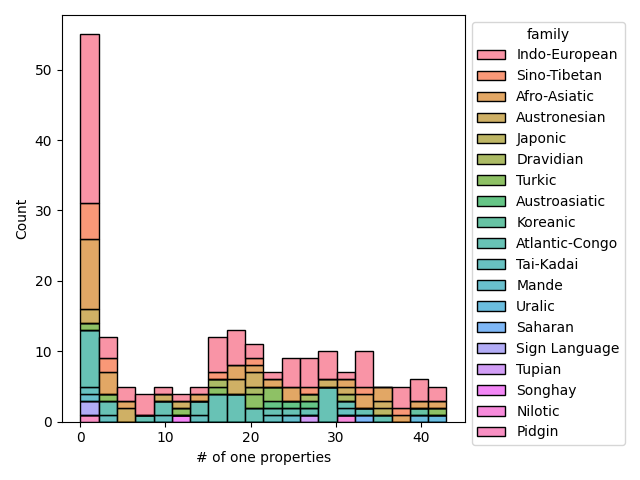 family
Indo-European
Sino-Tibetan
Afro-Asiatic
Austronesian
Japonic
Dravidian
Turkic
Austroasiatic
Koreanic
Atlantic-Congo
Tai-Kadai
Mande
Uralic
Saharan
Sign Language
Tupian
Songhay
Nilotic
Pidgin
Count
50
40
30
20
10
0
0 10 20 30 40
# of one properties